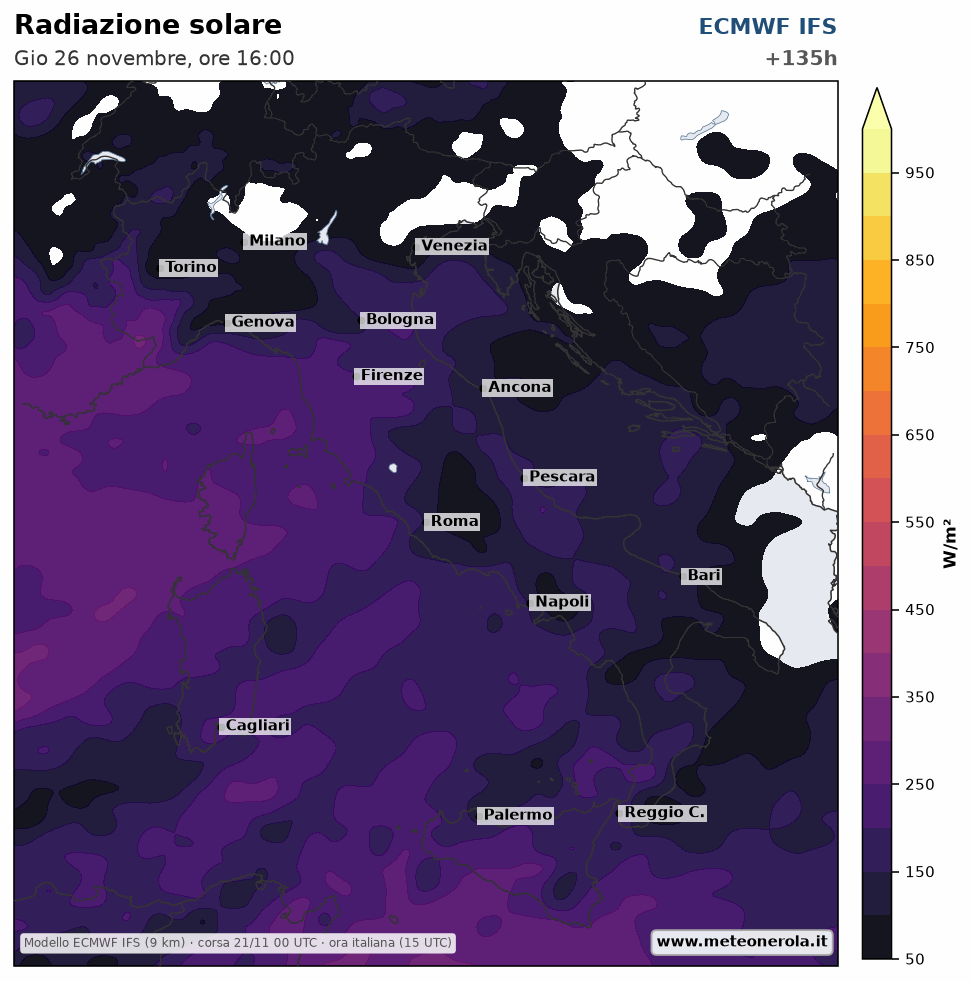 Radiazione solare
ECMWF IFS
Gio 26 novembre, ore 16:00
+135h
Milano
Venezia
Torino
Genova
Bologna
Firenze
Ancona
Pescara
Roma
Bari
Napoli
Cagliari
Palermo
Reggio C.
950
850
750
650
550
450
350
250
150
50
W/m²
Modello ECMWF IFS (9 km) · corsa 21/11 00 UTC · ora italiana (15 UTC)
www.meteonerola.it